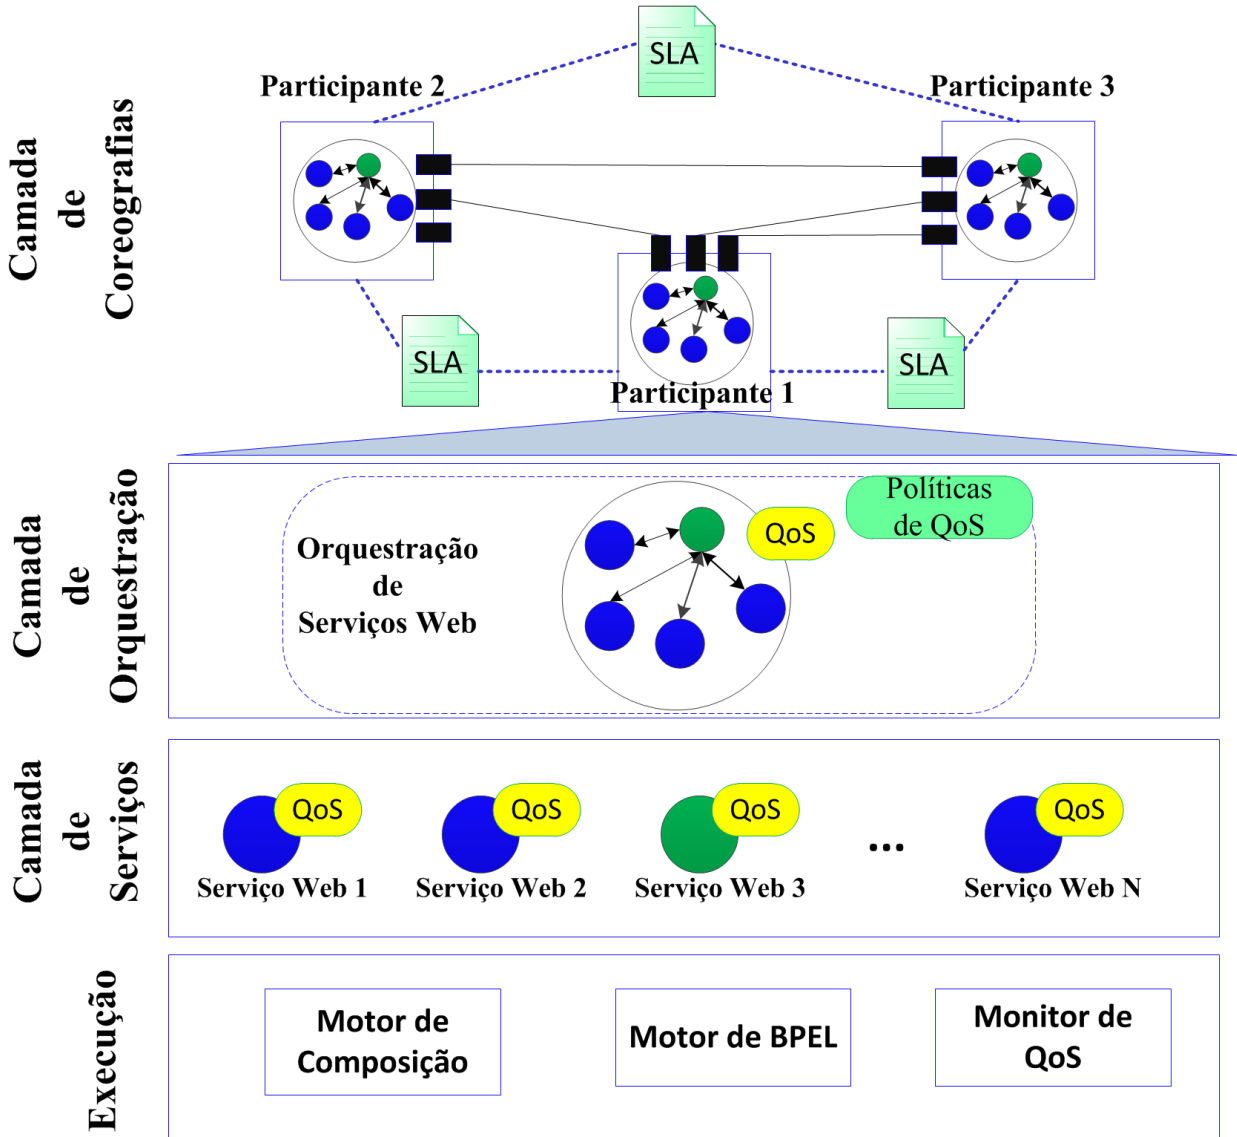 SLA
Participante 2
Participante 3
Camada
de
Coreografias
SLA
SLA
Participante 1
Camada
de
Orquestração
Orquestração
de
Serviços Web
QoS
Políticas
de QoS
Camada
de
Serviços
QoS
QoS
QoS
...
QoS
Serviço Web 1
Serviço Web 2
Serviço Web 3
Serviço Web N
Execução
Motor de
Composição
Motor de BPEL
Monitor de
QoS